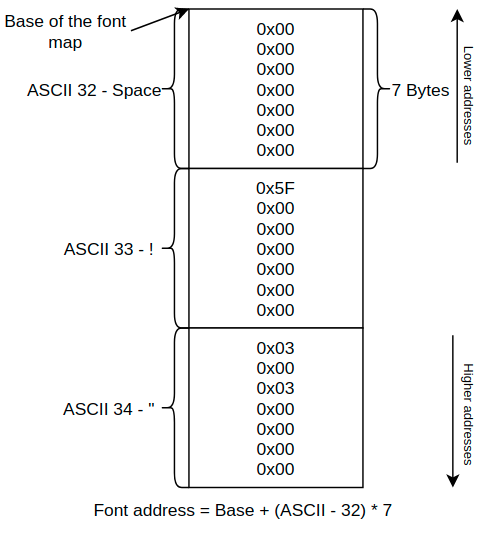 Base of the font
map
0x00
0x00
0x00
ASCII 32 - Space
0x00
7 Bytes
0x00
0x00
0x00
Lower addresses
0x5F
0x00
0x00
ASCII 33 - !
0x00
0x00
0x00
0x00
0x03
0x00
0x03
ASCII 34 - "
0x00
0x00
0x00
0x00
Higher addresses
Font address = Base + (ASCII - 32) * 7